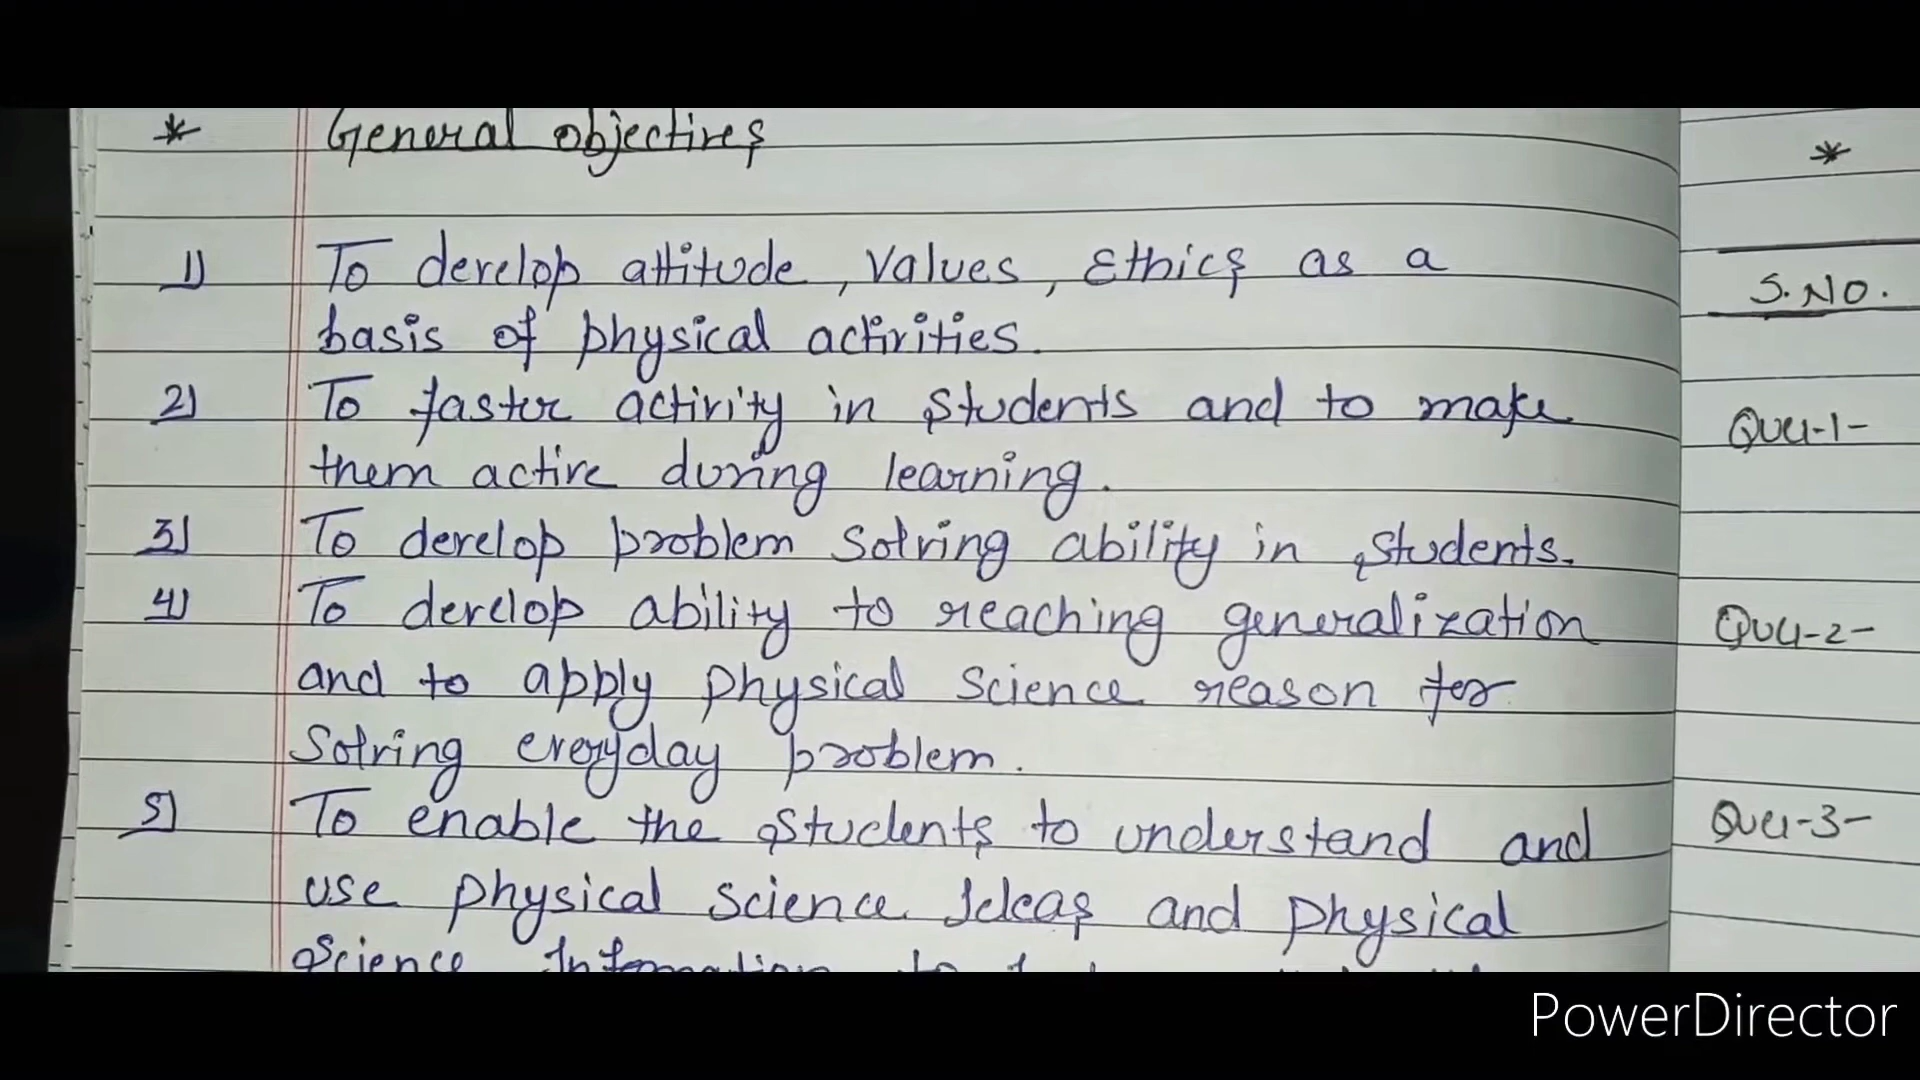 * General objectives
1) To develop attitude, Values, Ethics as a
basis of physical activities.
2) To faster activity in students and to make
them active during learning.
3) To develop problem solving ability in students.
4) To develop ability to reaching generalization
and to apply physical science reason for
Solving everyday problem.
5) To enable the students to understand and
use physical science Ideas and physical
Science Information to
*
S.NO.
Que-1-
Que-2-
Que-3-
PowerDirector